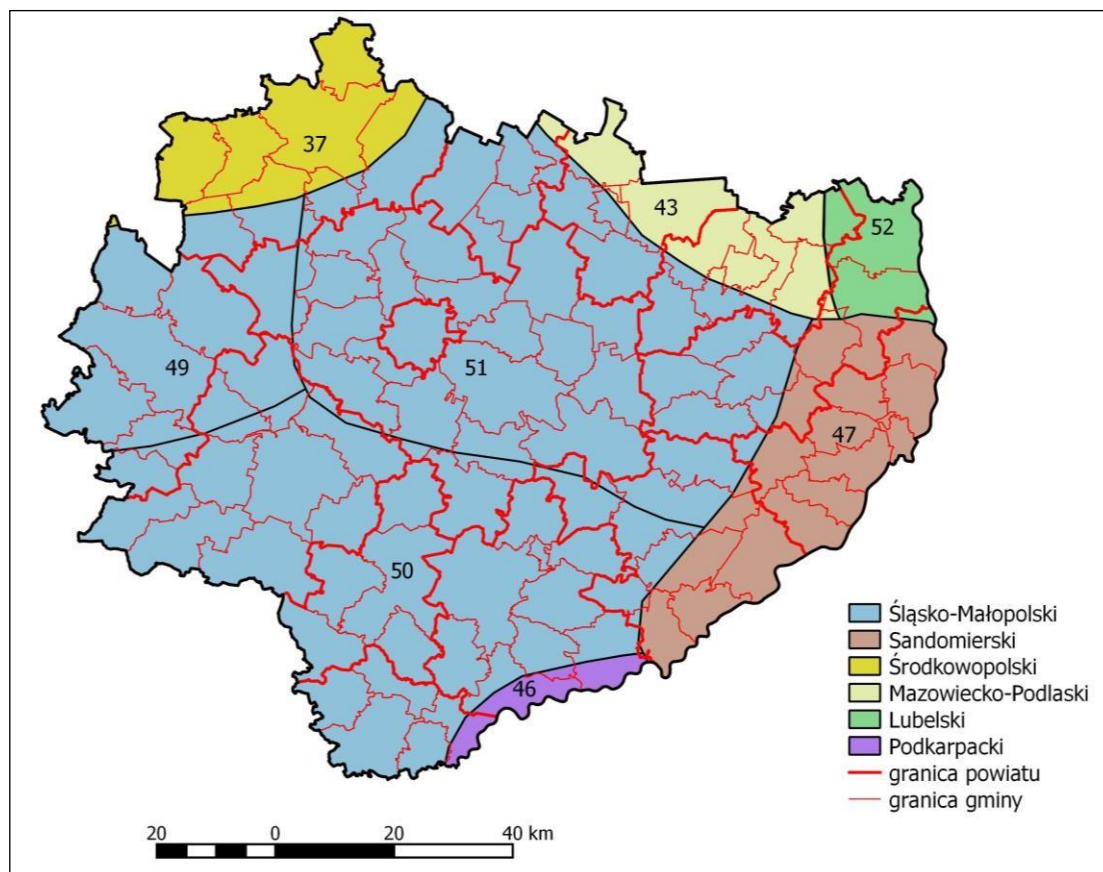 37
43
52
49
51
47
50
46
Śląsko-Małopolski
Sandomierski
Środkowopolski
Mazowiecko-Podlaski
Lubelski
Podkarpacki
granica powiatu
granica gminy
20 0 20 40 km